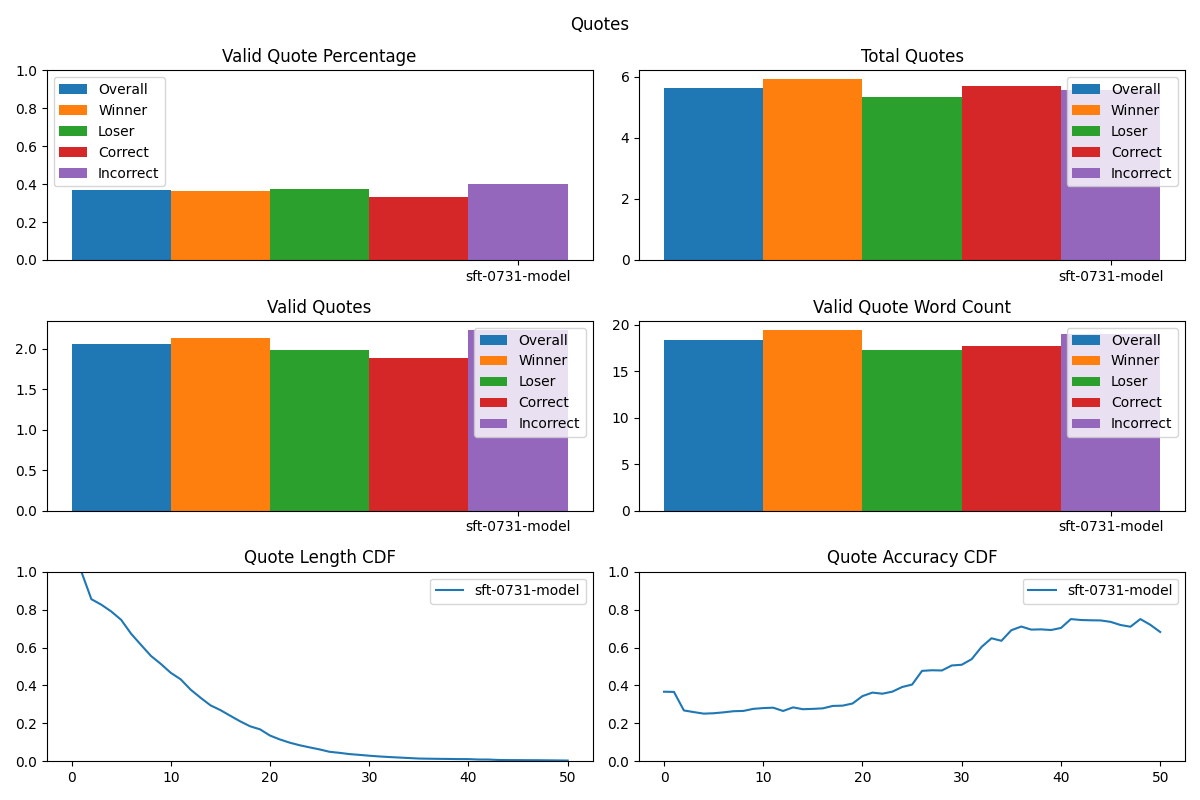 Quotes
Valid Quote Percentage
1.0
0.8
0.6
0.4
0.2
0.0
Overall
Winner
Loser
Correct
Incorrect
sft-0731-model
Total Quotes
6
4
2
0
Overall
Winner
Loser
Correct
Incorrect
sft-0731-model
Valid Quotes
2.0
1.5
1.0
0.5
0.0
Overall
Winner
Loser
Correct
Incorrect
sft-0731-model
Valid Quote Word Count
20
15
10
5
0
Overall
Winner
Loser
Correct
Incorrect
sft-0731-model
Quote Length CDF
1.0
0.8
0.6
0.4
0.2
0.0
sft-0731-model
0 10 20 30 40 50
Quote Accuracy CDF
1.0
0.8
0.6
0.4
0.2
0.0
sft-0731-model
0 10 20 30 40 50